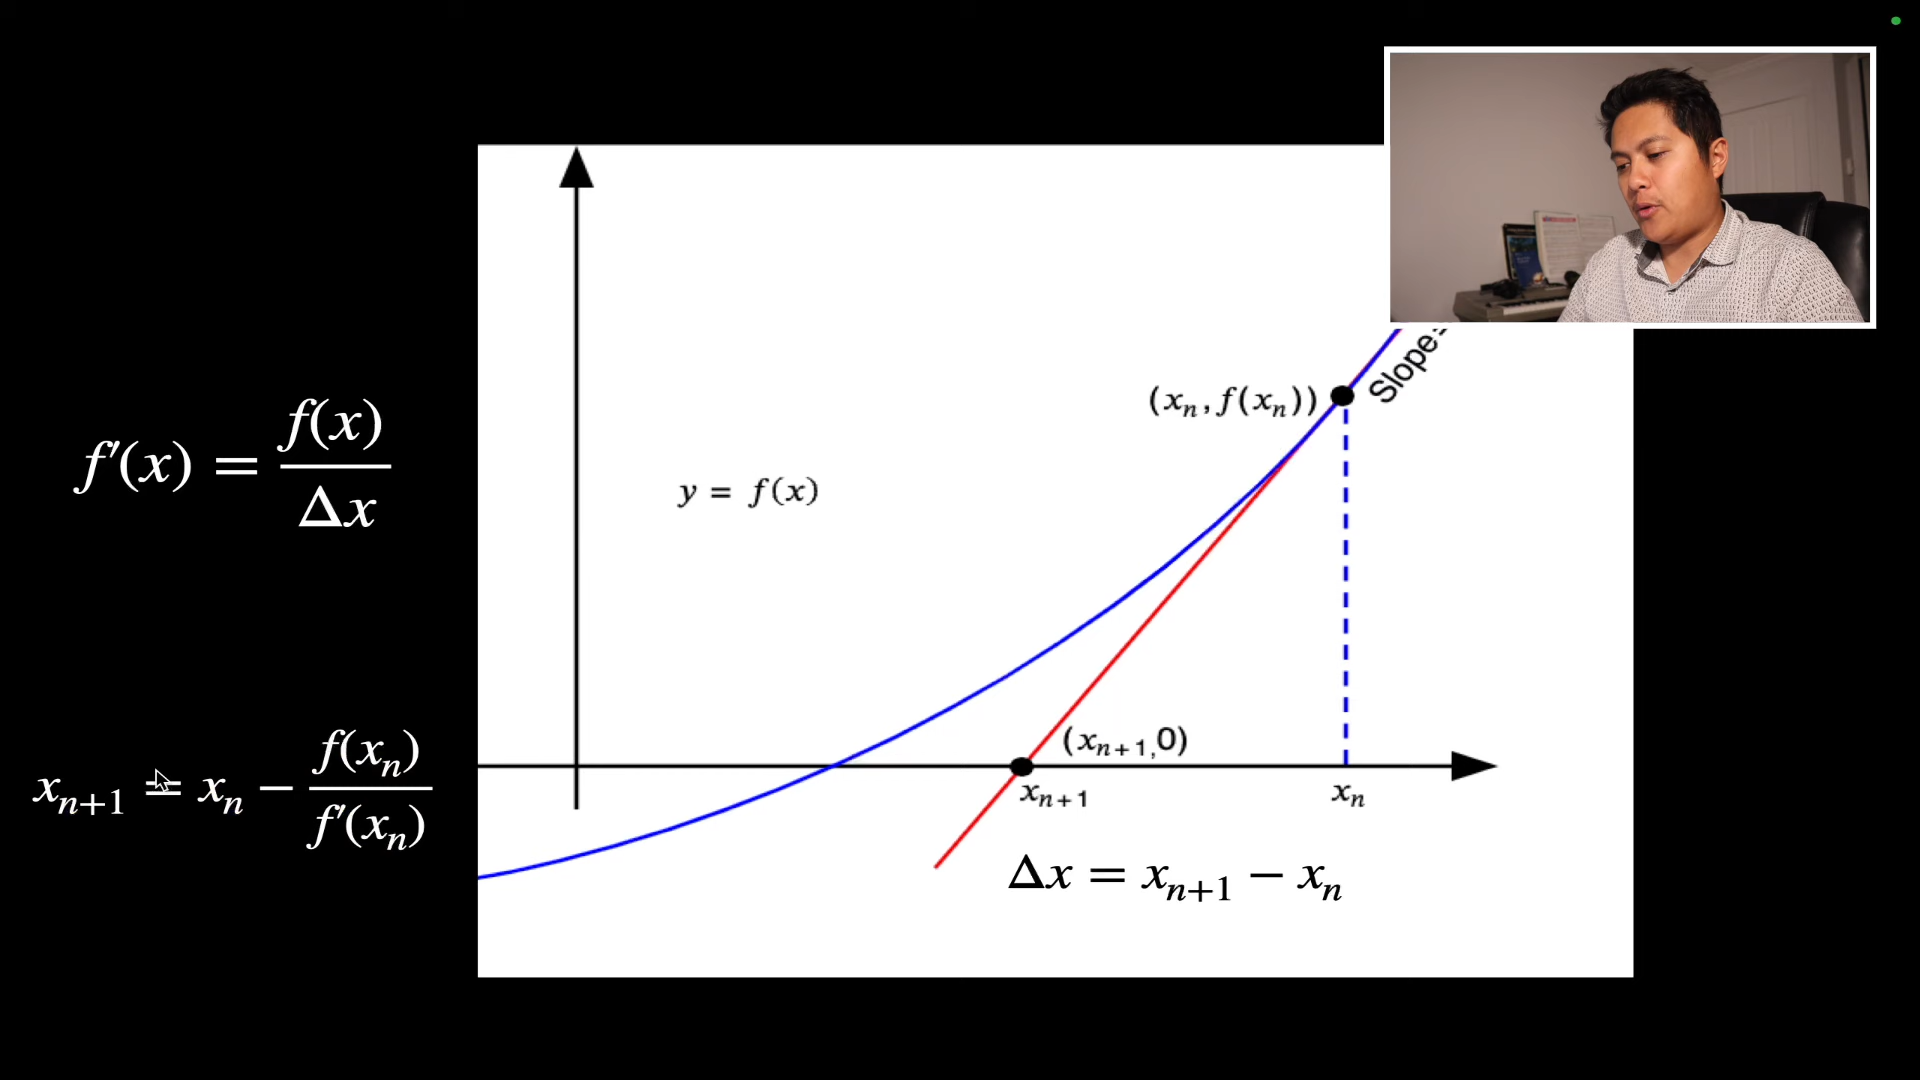 f′(x) = f(x) / Δx
xₙ₊₁ = xₙ − f(xₙ) / f′(xₙ)
y = f(x)
(xₙ, f(xₙ))
Slope
(xₙ₊₁,0)
xₙ₊₁
xₙ
Δx = xₙ₊₁ − xₙ